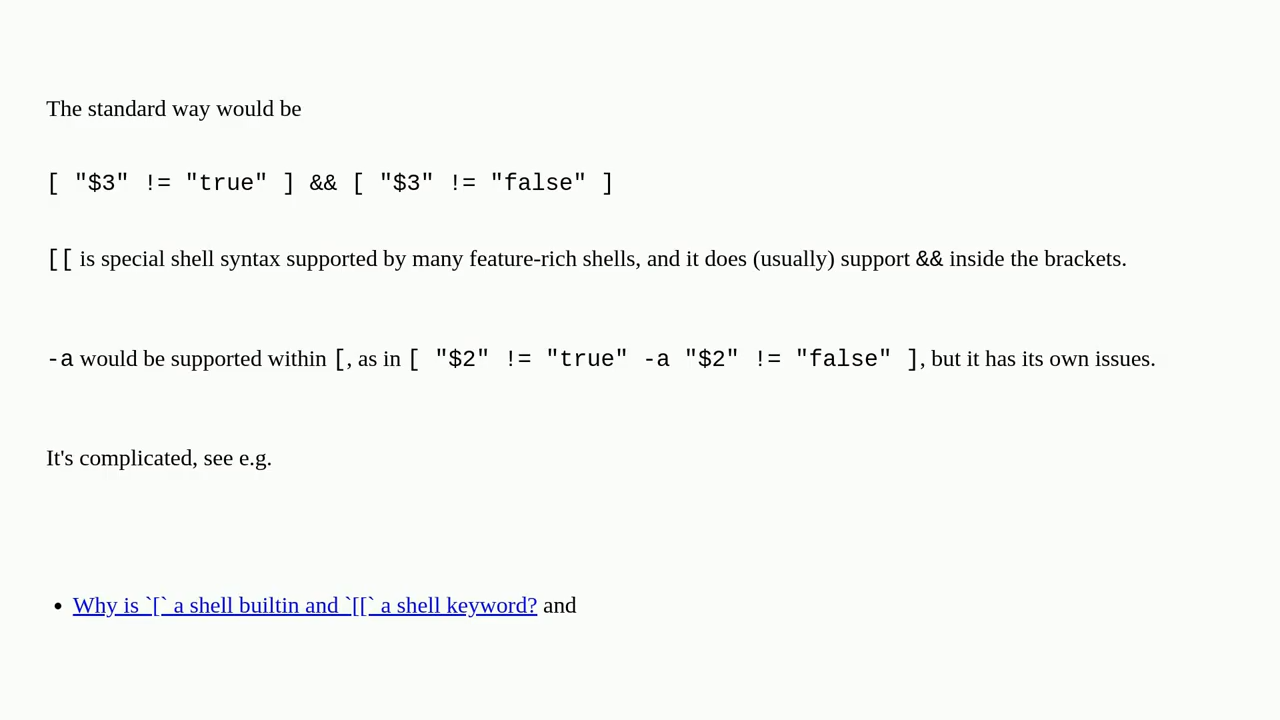 The standard way would be
[ "$3" != "true" ] && [ "$3" != "false" ]
[[ is special shell syntax supported by many feature-rich shells, and it does (usually) support && inside the brackets.
-a would be supported within [, as in [ "$2" != "true" -a "$2" != "false" ], but it has its own issues.
It's complicated, see e.g.
• Why is `[` a shell builtin and `[[` a shell keyword? and